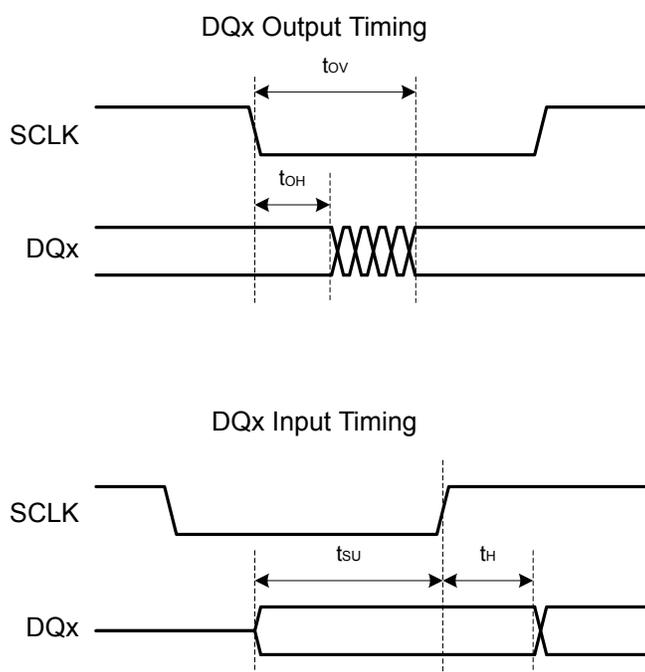 DQx Output Timing
tOV
SCLK
tOH
DQx
DQx Input Timing
SCLK
tSU
tH
DQx